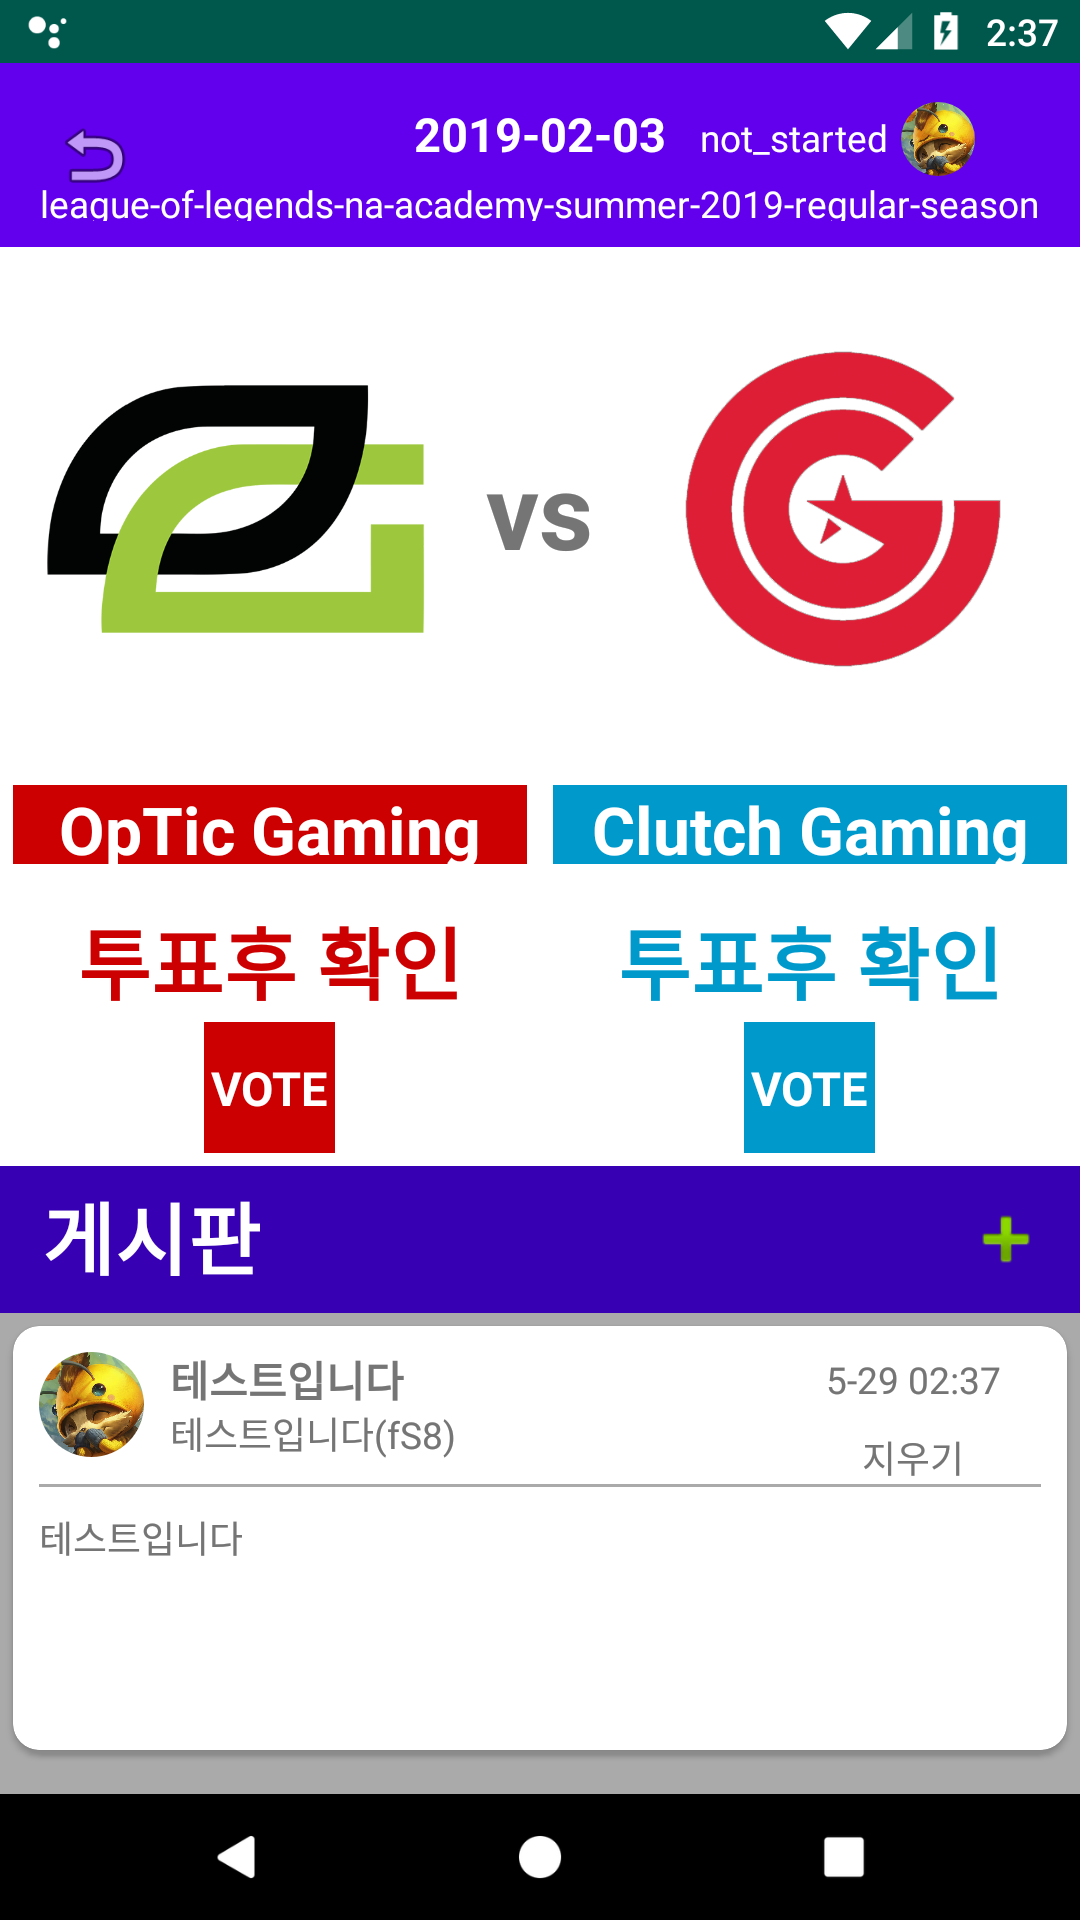 2:37
2019-02-03 not_started
league-of-legends-na-academy-summer-2019-regular-season
vs
OpTic Gaming
Clutch Gaming
투표후 확인
투표후 확인
VOTE
VOTE
게시판
테스트입니다
5-29 02:37
테스트입니다(fS8)
지우기
테스트입니다